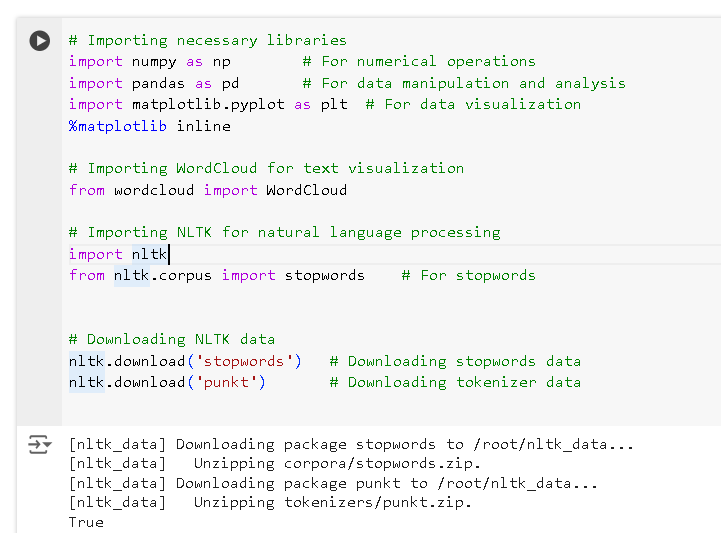 # Importing necessary libraries
import numpy as np        # For numerical operations
import pandas as pd       # For data manipulation and analysis
import matplotlib.pyplot as plt  # For data visualization
%matplotlib inline
# Importing WordCloud for text visualization
from wordcloud import WordCloud
# Importing NLTK for natural language processing
import nltk
from nltk.corpus import stopwords    # For stopwords
# Downloading NLTK data
nltk.download('stopwords')   # Downloading stopwords data
nltk.download('punkt')       # Downloading tokenizer data
[nltk_data] Downloading package stopwords to /root/nltk_data...
[nltk_data]   Unzipping corpora/stopwords.zip.
[nltk_data] Downloading package punkt to /root/nltk_data...
[nltk_data]   Unzipping tokenizers/punkt.zip.
True